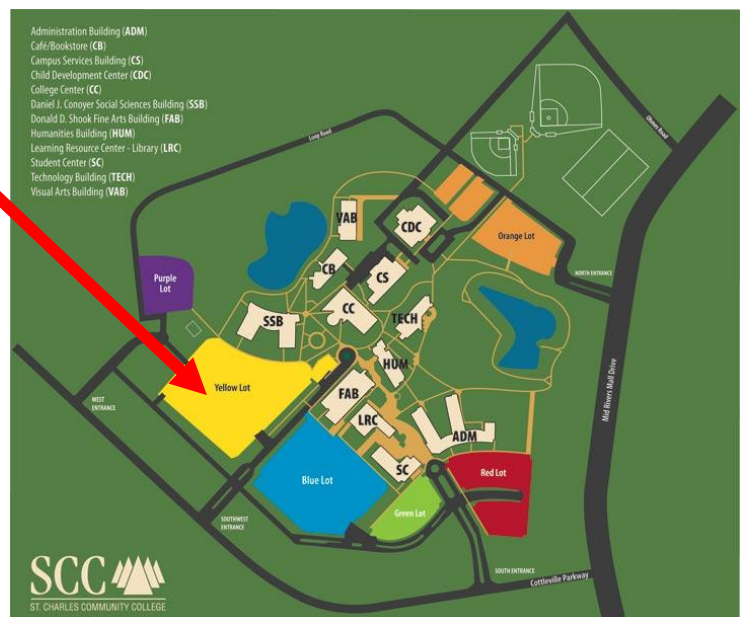 Administration Building (ADM)
Café/Bookstore (CB)
Campus Services Building (CS)
Child Development Center (CDC)
College Center (CC)
Daniel J. Conoyer Social Sciences Building (SSB)
Donald D. Shook Fine Arts Building (FAB)
Humanities Building (HUM)
Learning Resource Center - Library (LRC)
Student Center (SC)
Technology Building (TECH)
Visual Arts Building (VAB)
Long Road
Ohmes Road
VAB
CDC
Orange Lot
CB
CS
NORTH ENTRANCE
Purple
Lot
CC
SSB
TECH
HUM
Mid Rivers Mall Drive
Yellow Lot
FAB
WEST
ENTRANCE
LRC
ADM
SC
Red Lot
Blue Lot
Green Lot
SOUTHWEST
ENTRANCE
SOUTH ENTRANCE
Cottleville Parkway
SCC
ST. CHARLES COMMUNITY COLLEGE